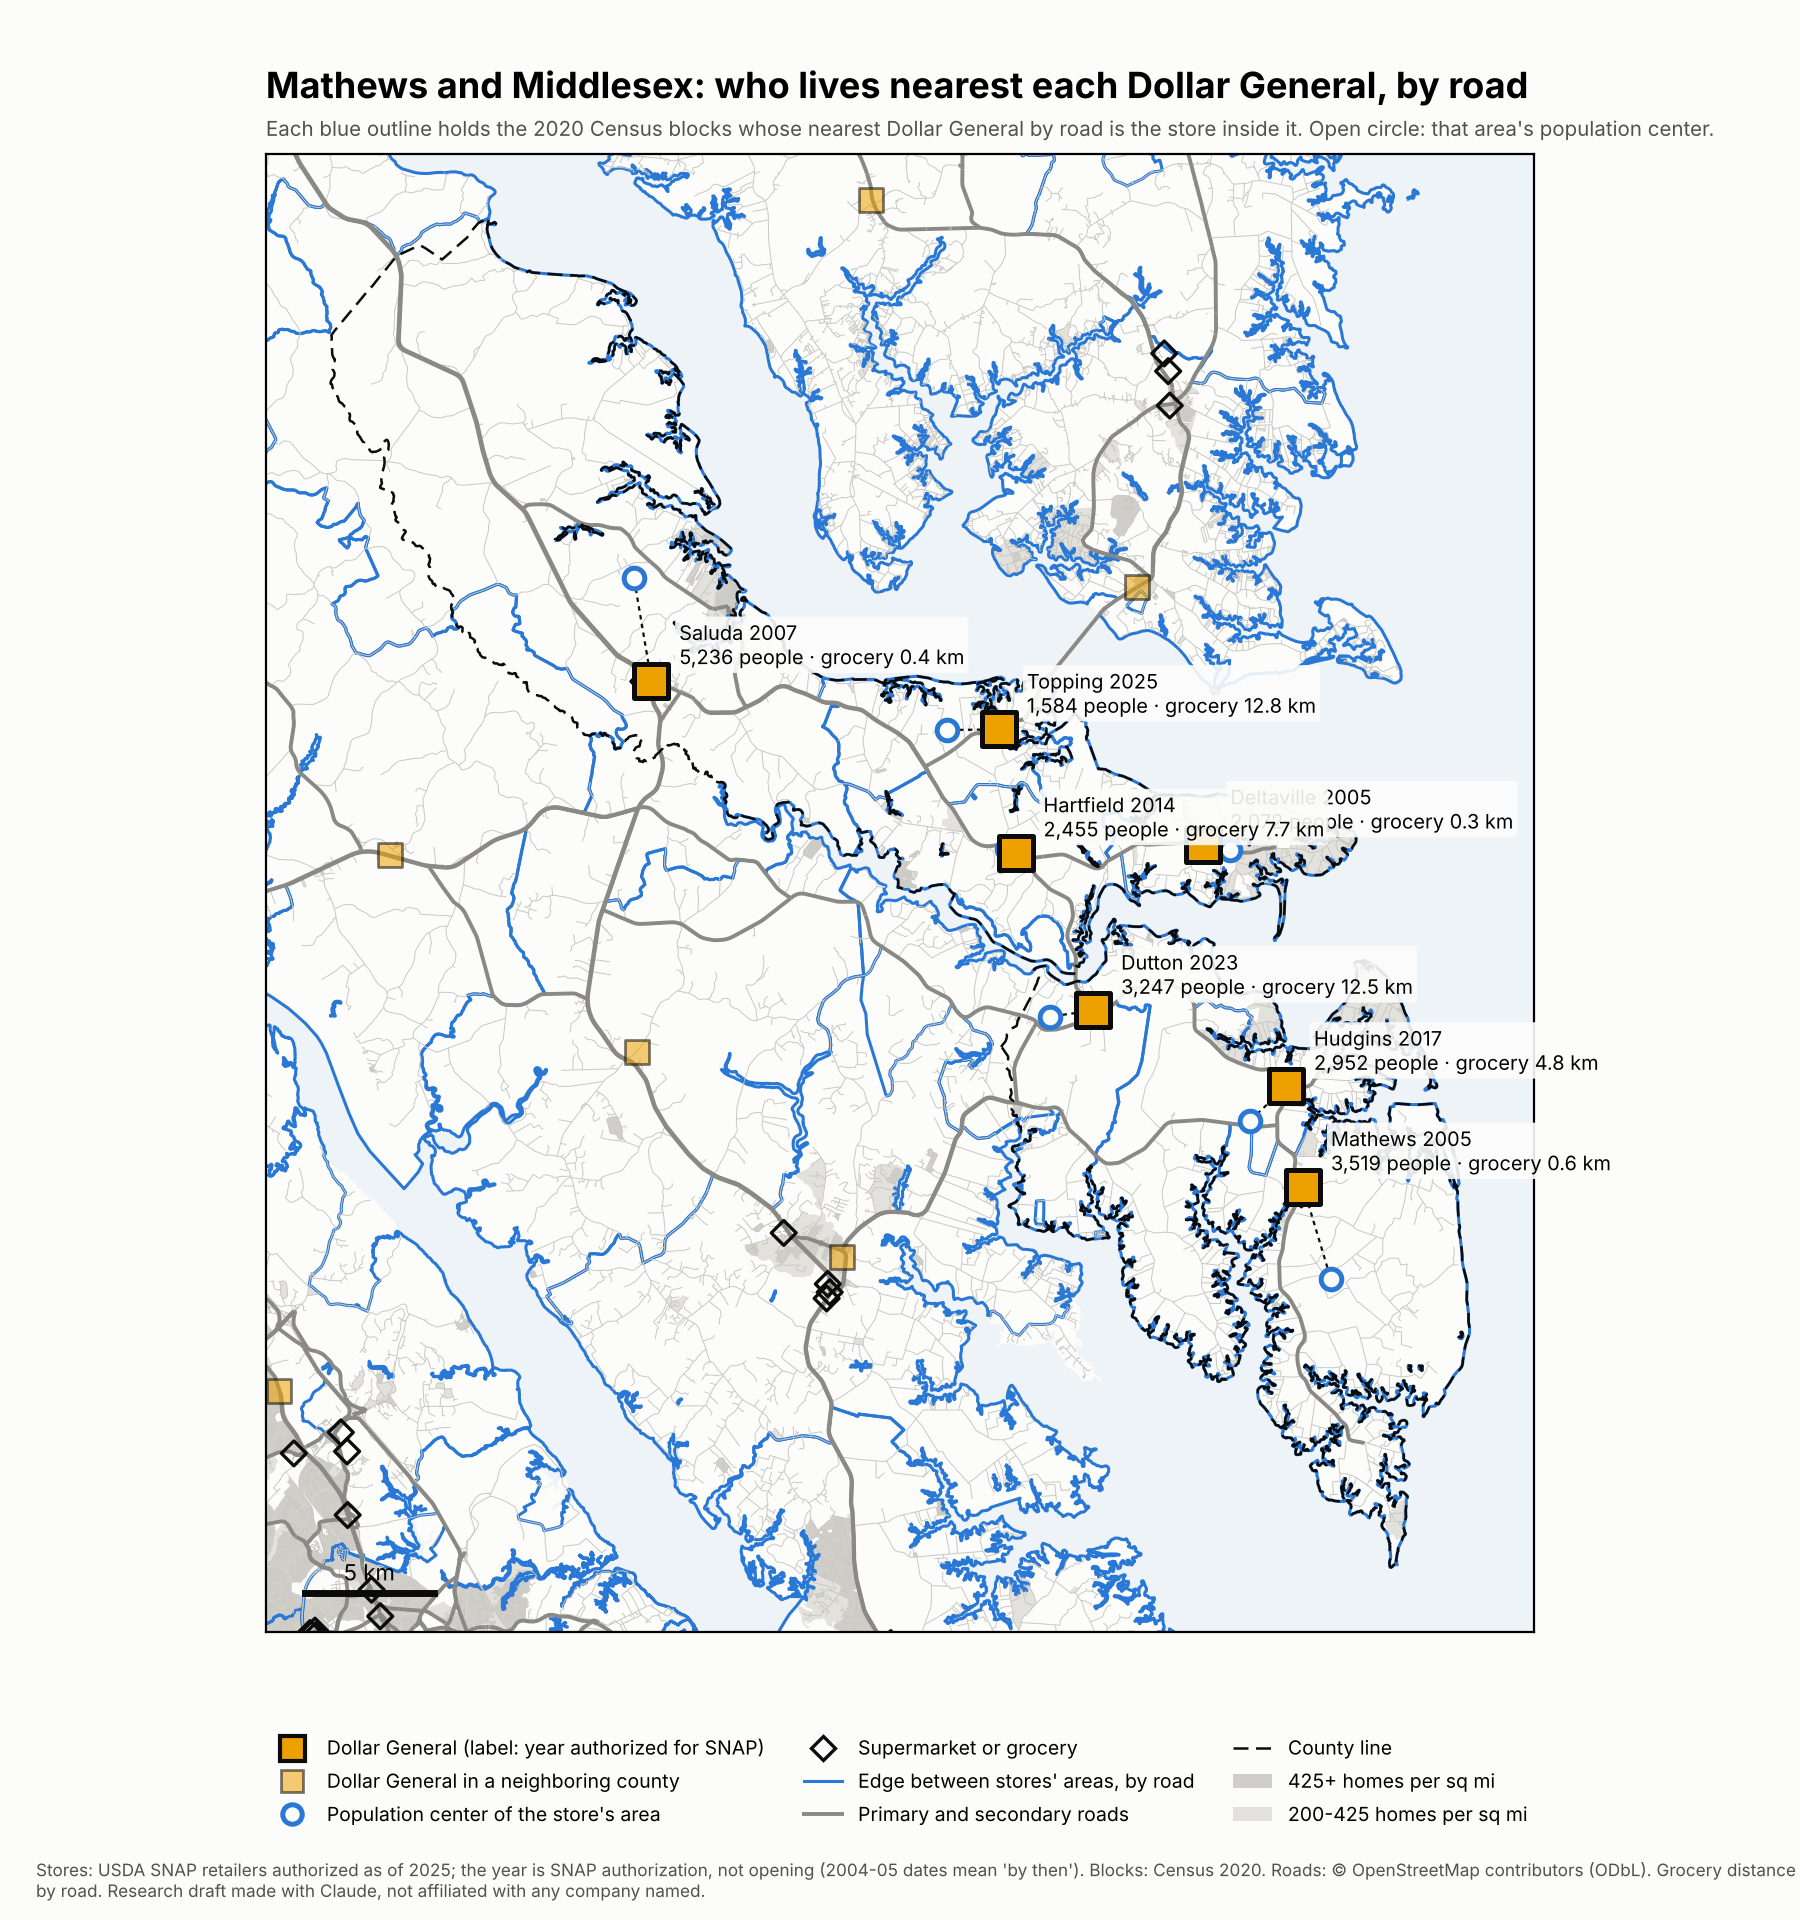 Mathews and Middlesex: who lives nearest each Dollar General, by road
Each blue outline holds the 2020 Census blocks whose nearest Dollar General by road is the store inside it. Open circle: that area's population center.
Saluda 2007
5,236 people · grocery 0.4 km
Topping 2025
1,584 people · grocery 12.8 km
Hartfield 2014
2,455 people · grocery 7.7 km
Deltaville 2005
ople · grocery 0.3 km
Dutton 2023
3,247 people · grocery 12.5 km
Hudgins 2017
2,952 people · grocery 4.8 km
Mathews 2005
3,519 people · grocery 0.6 km
5 km
Dollar General (label: year authorized for SNAP)
Dollar General in a neighboring county
Population center of the store's area
Supermarket or grocery
Edge between stores' areas, by road
Primary and secondary roads
County line
425+ homes per sq mi
200-425 homes per sq mi
Stores: USDA SNAP retailers authorized as of 2025; the year is SNAP authorization, not opening (2004-05 dates mean 'by then'). Blocks: Census 2020. Roads: © OpenStreetMap contributors (ODbL). Grocery distance
by road. Research draft made with Claude, not affiliated with any company named.